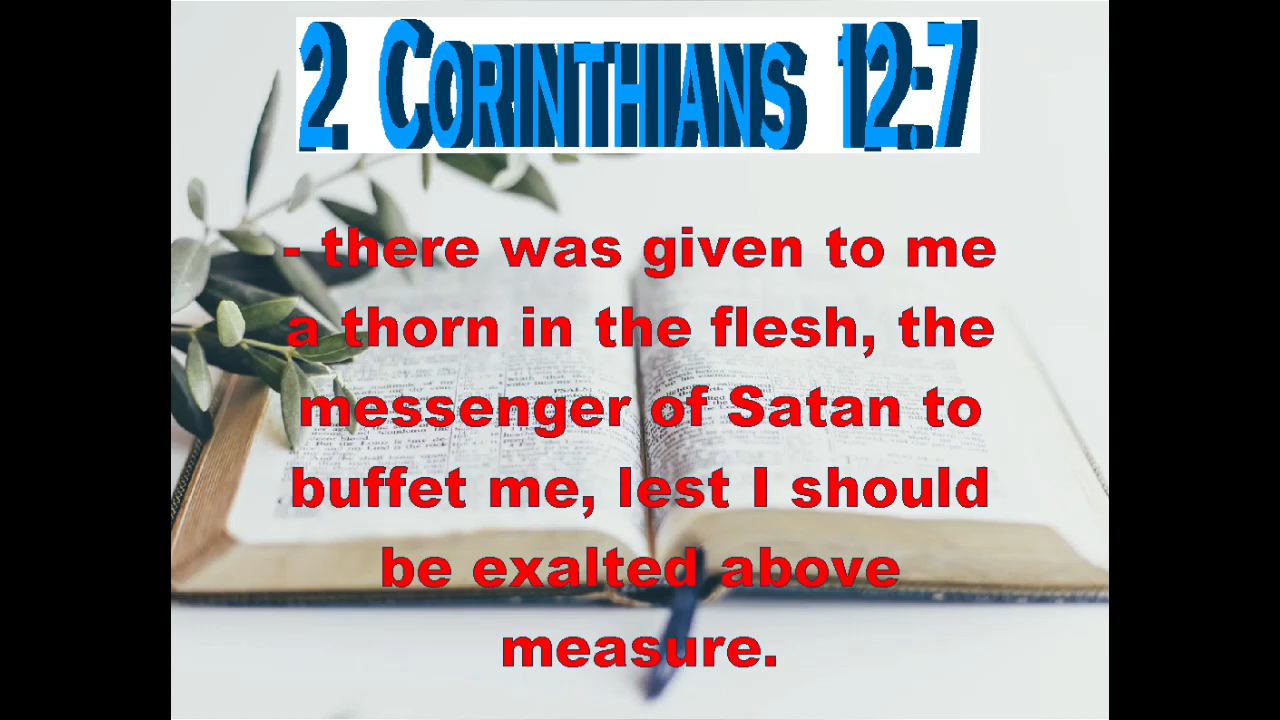 2 Corinthians 12:7
- there was given to me
a thorn in the flesh, the
messenger of Satan to
buffet me, lest I should
be exalted above
measure.